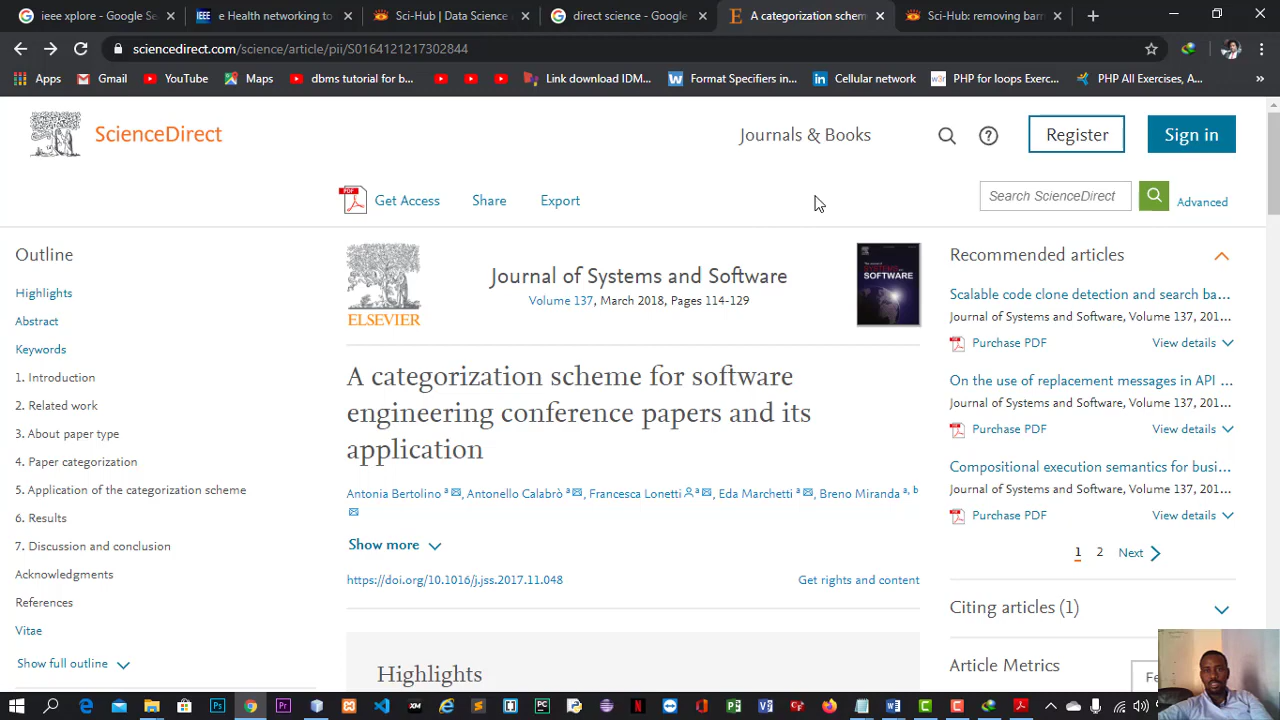 ieee xplore - Google Se
e Health networking to
Sci-Hub | Data Science
direct science - Google
A categorization schem
Sci-Hub: removing barr
sciencedirect.com/science/article/pii/S0164121217302844
Apps
Gmail
YouTube
Maps
dbms tutorial for b...
Link download IDM...
Format Specifiers in...
Cellular network
PHP for loops Exerc...
PHP All Exercises, A...
ScienceDirect
Journals & Books
Register
Sign in
PDF
Get Access
Share
Export
Search ScienceDirect
Advanced
Outline
Highlights
Abstract
Keywords
1. Introduction
2. Related work
3. About paper type
4. Paper categorization
5. Application of the categorization scheme
6. Results
7. Discussion and conclusion
Acknowledgments
References
Vitae
Show full outline
ELSEVIER
Journal of Systems and Software
Volume 137, March 2018, Pages 114-129
SYSTEMS
SOFTWARE
A categorization scheme for software
engineering conference papers and its
application
Antonia Bertolino a, Antonello Calabrò a, Francesca Lonetti a, Eda Marchetti a, Breno Miranda a, b
Show more
https://doi.org/10.1016/j.jss.2017.11.048
Get rights and content
Highlights
Recommended articles
Scalable code clone detection and search ba...
Journal of Systems and Software, Volume 137, 201...
Purchase PDF
View details
On the use of replacement messages in API ...
Journal of Systems and Software, Volume 137, 201...
Purchase PDF
View details
Compositional execution semantics for busi...
Journal of Systems and Software, Volume 137, 201...
Purchase PDF
View details
1 2 Next
Citing articles (1)
Article Metrics
Fe